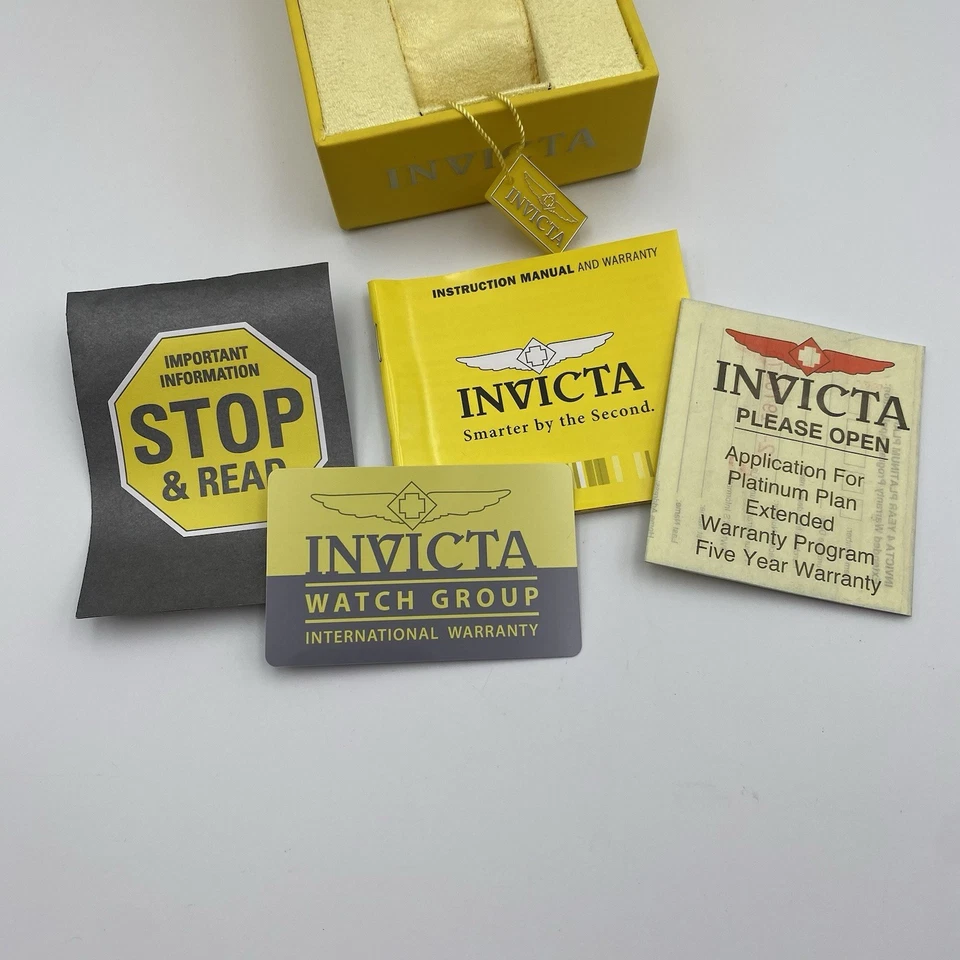 INVICTA
INVICTA
IMPORTANT
INFORMATION
STOP
& READ
INSTRUCTION MANUAL AND WARRANTY
INVICTA
Smarter by the Second.
INVICTA
PLEASE OPEN
Application For
Platinum Plan
Extended
Warranty Program
Five Year Warranty
INVICTA
WATCH GROUP
INTERNATIONAL WARRANTY